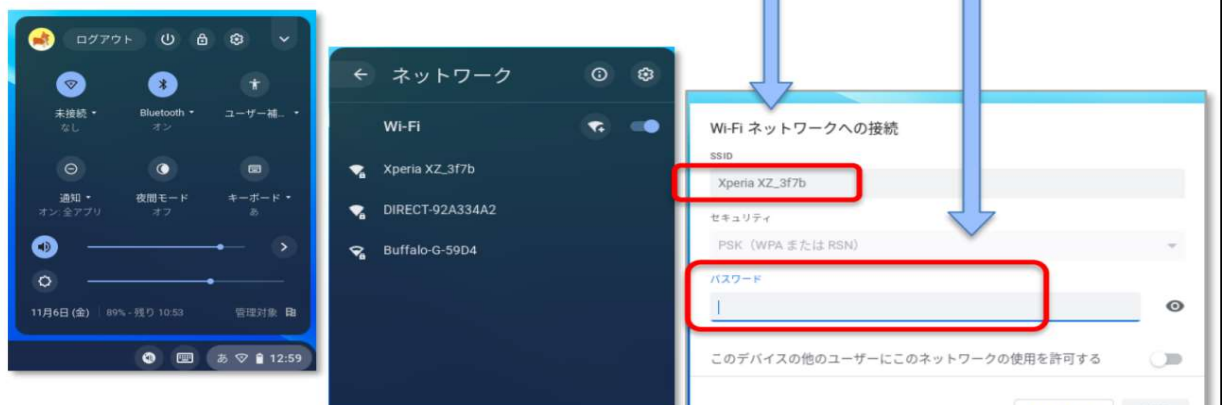 ログアウト
未接続
なし
Bluetooth
オン
ユーザー補...
通知
オン:全アプリ
夜間モード
オフ
キーボード
あ
11月6日(金)
89% - 残り 10:53
管理対象
あ
12:59
ネットワーク
Wi-Fi
Xperia XZ_3f7b
DIRECT-92A334A2
Buffalo-G-59D4
Wi-Fi ネットワークへの接続
SSID
Xperia XZ_3f7b
セキュリティ
PSK（WPA または RSN）
パスワード
このデバイスの他のユーザーにこのネットワークの使用を許可する